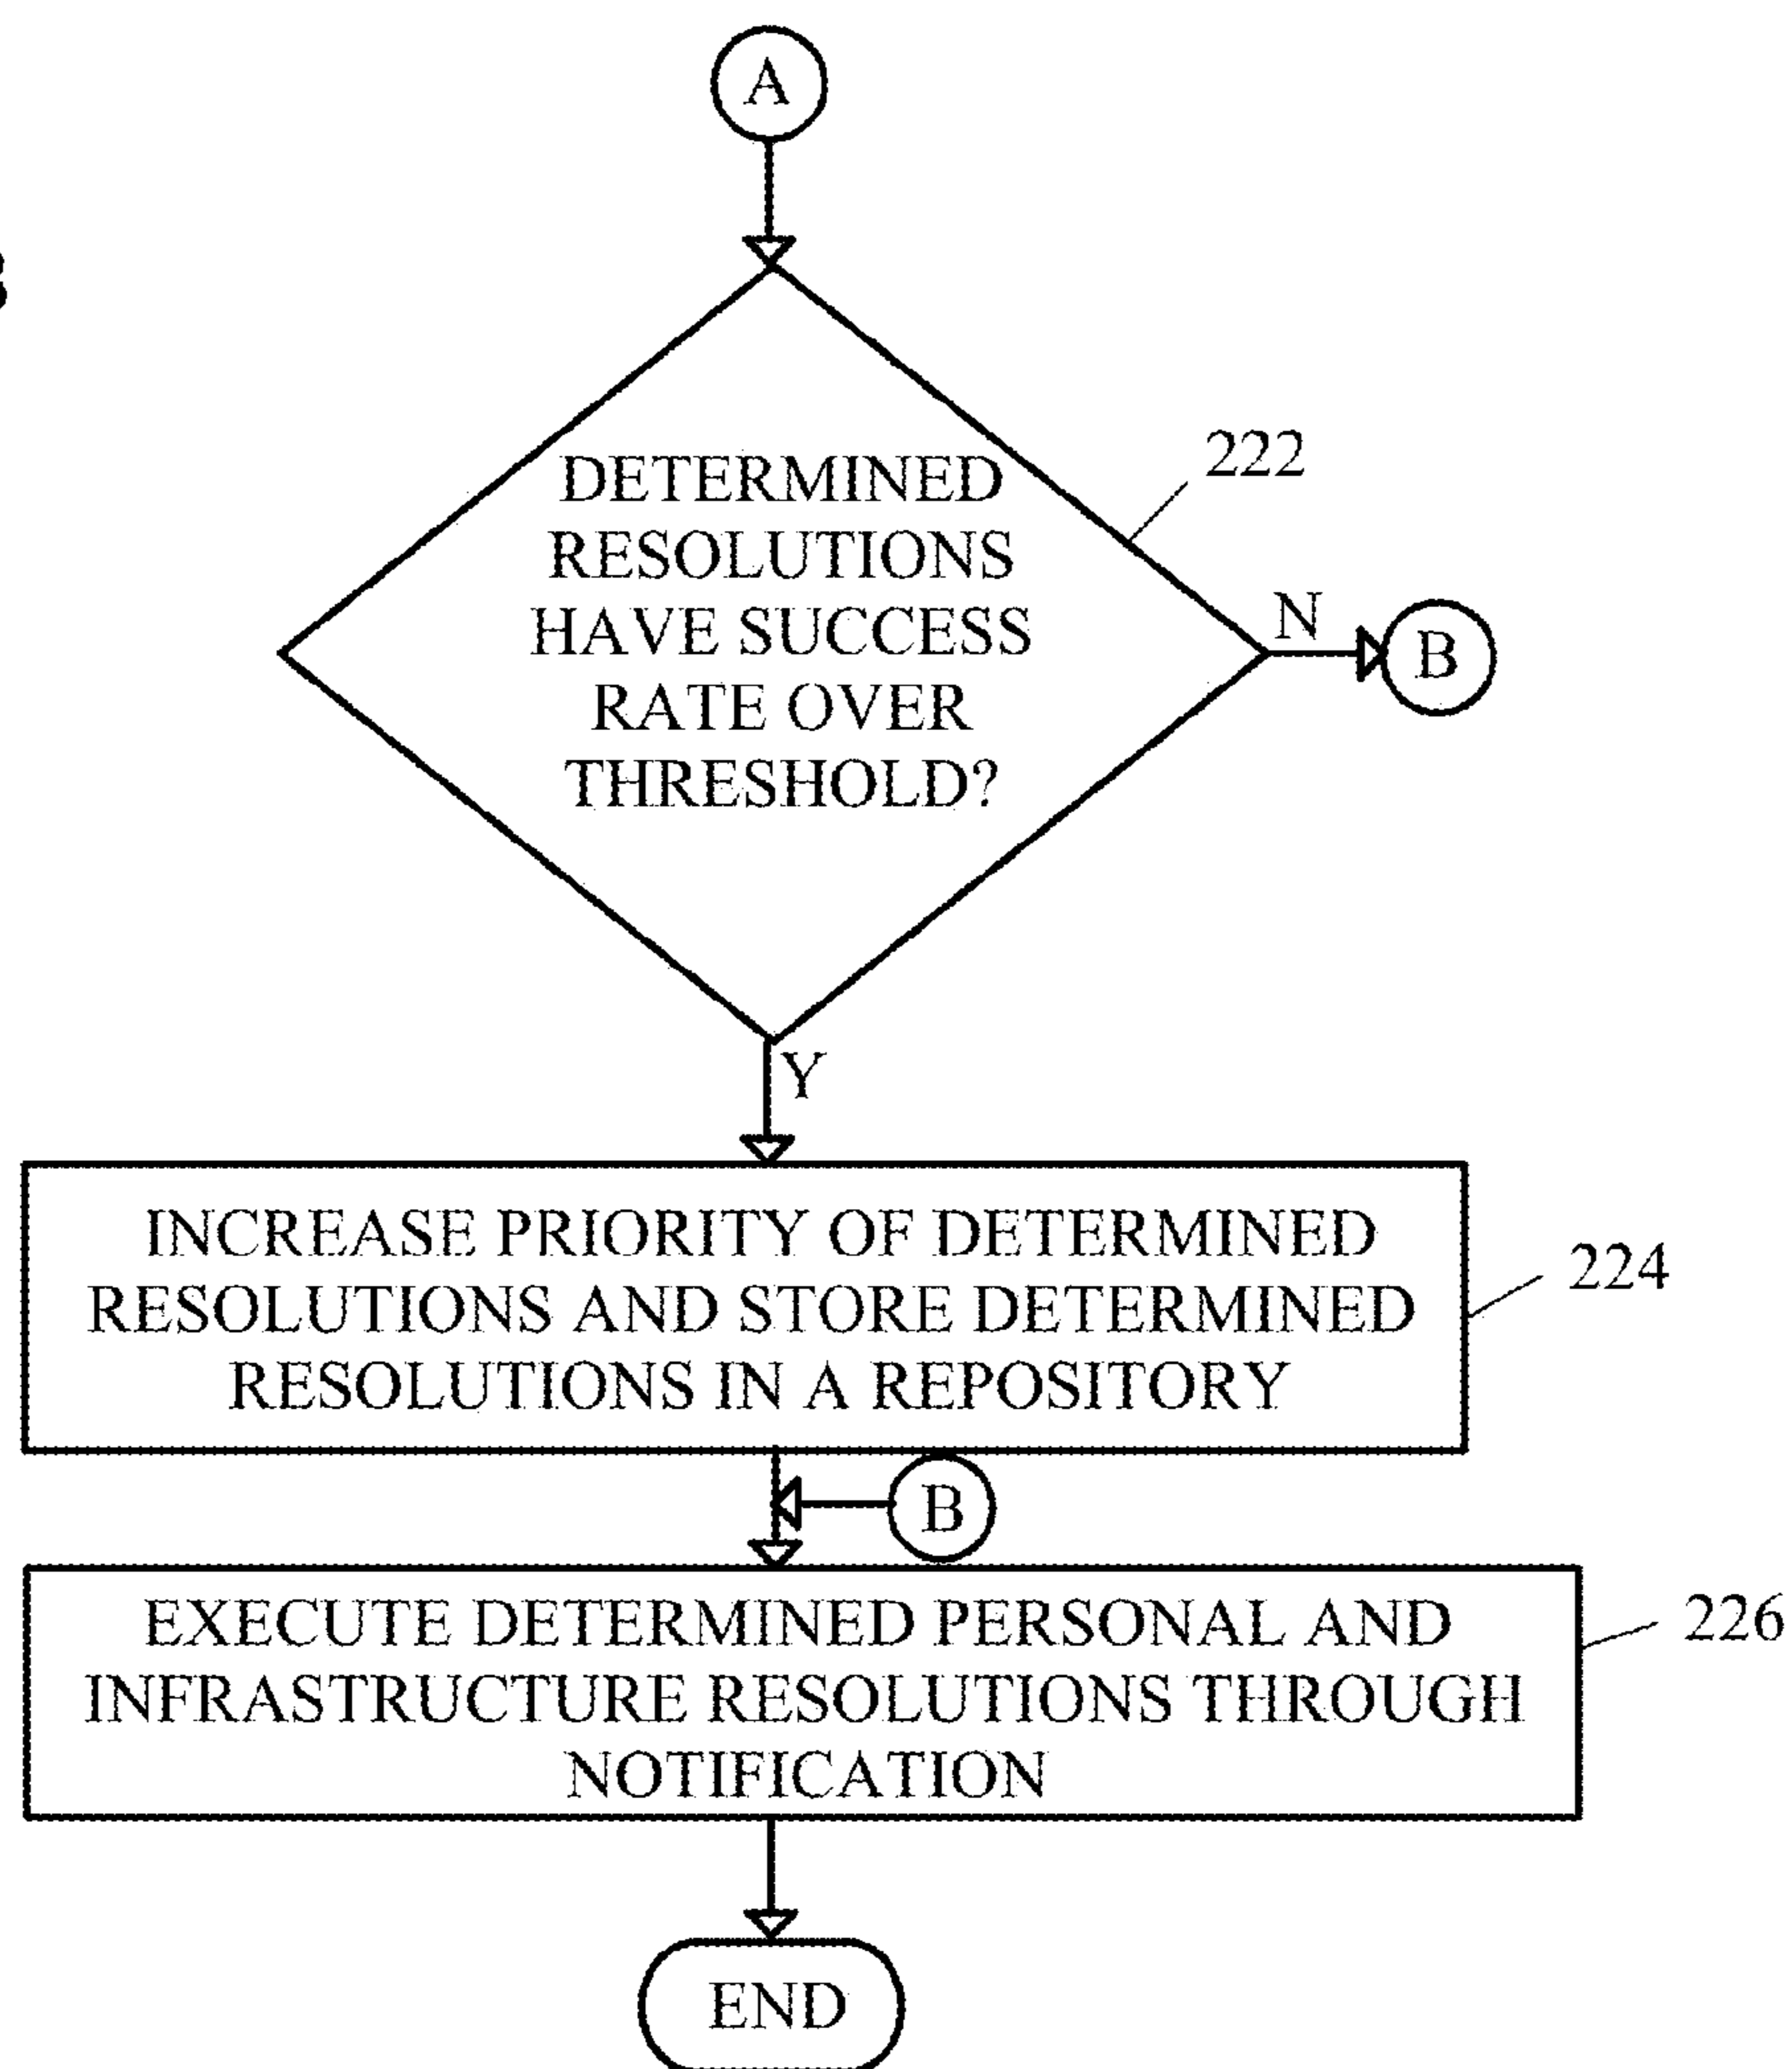 A
DETERMINED
RESOLUTIONS
HAVE SUCCESS
RATE OVER
THRESHOLD?
222
N
B
Y
INCREASE PRIORITY OF DETERMINED
RESOLUTIONS AND STORE DETERMINED
RESOLUTIONS IN A REPOSITORY
224
B
EXECUTE DETERMINED PERSONAL AND
INFRASTRUCTURE RESOLUTIONS THROUGH
NOTIFICATION
226
END